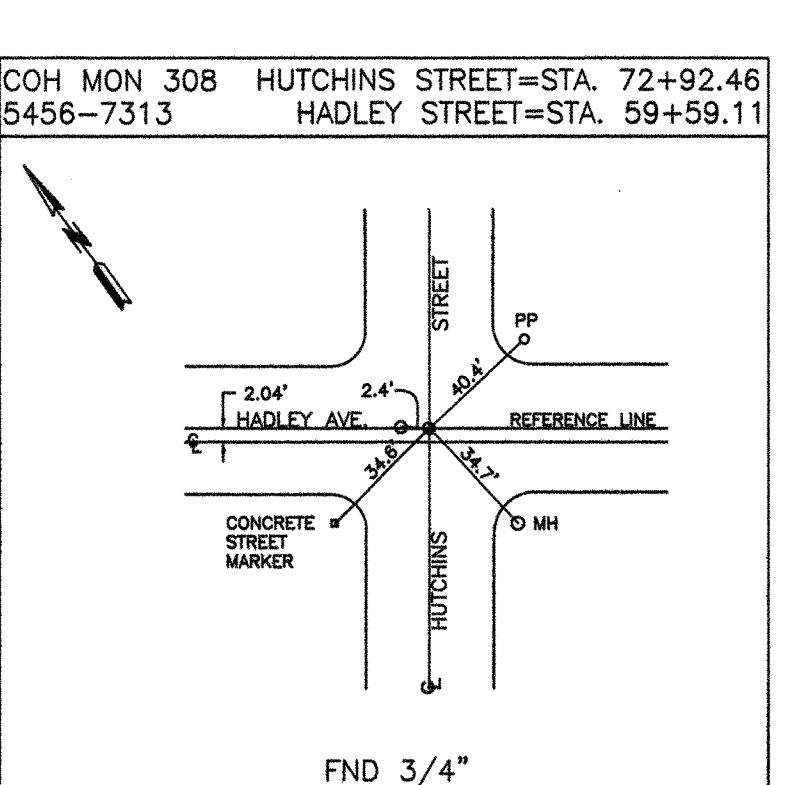 COH MON 308 HUTCHINS STREET=STA. 72+92.46
5456-7313 HADLEY STREET=STA. 59+59.11
N
STREET
PP
40.4'
2.04'
2.4'
HADLEY AVE.
REFERENCE LINE
℄
34.6'
34.7'
CONCRETE
STREET
MARKER
MH
HUTCHINS
℄
FND 3/4"